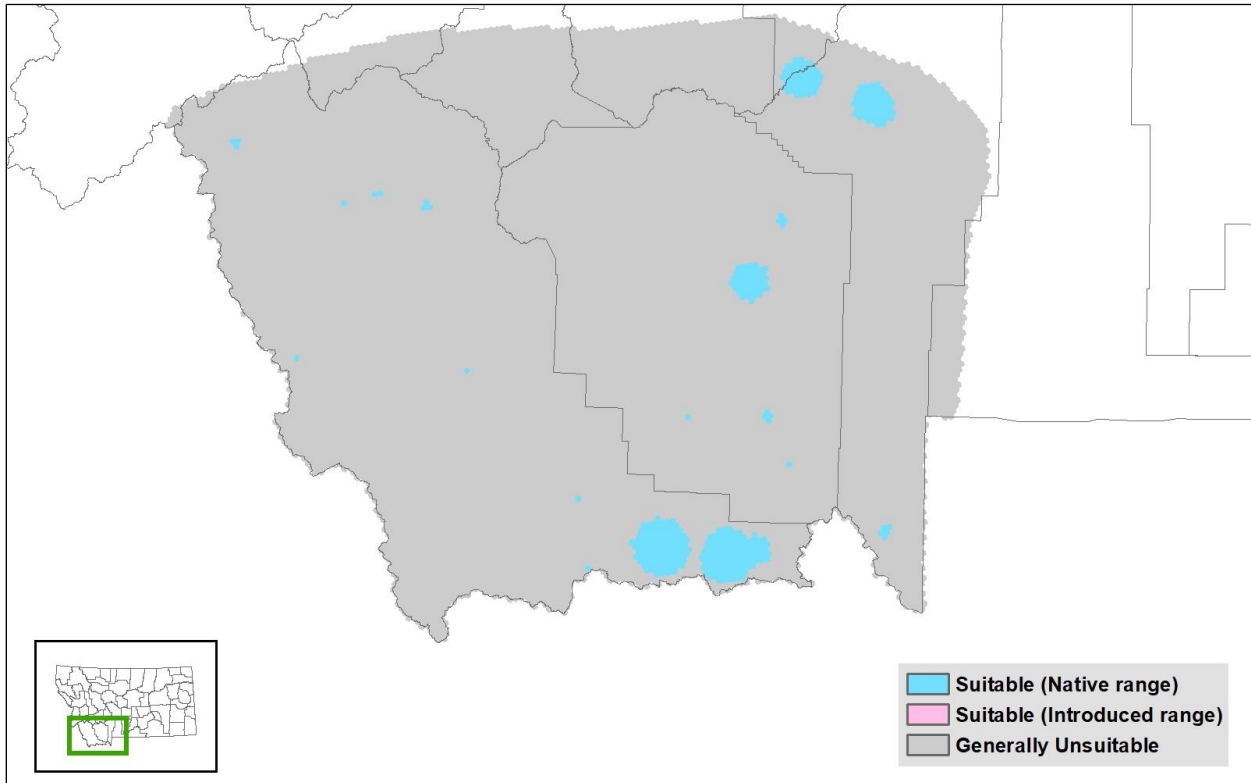 Suitable (Native range)
Suitable (Introduced range)
Generally Unsuitable